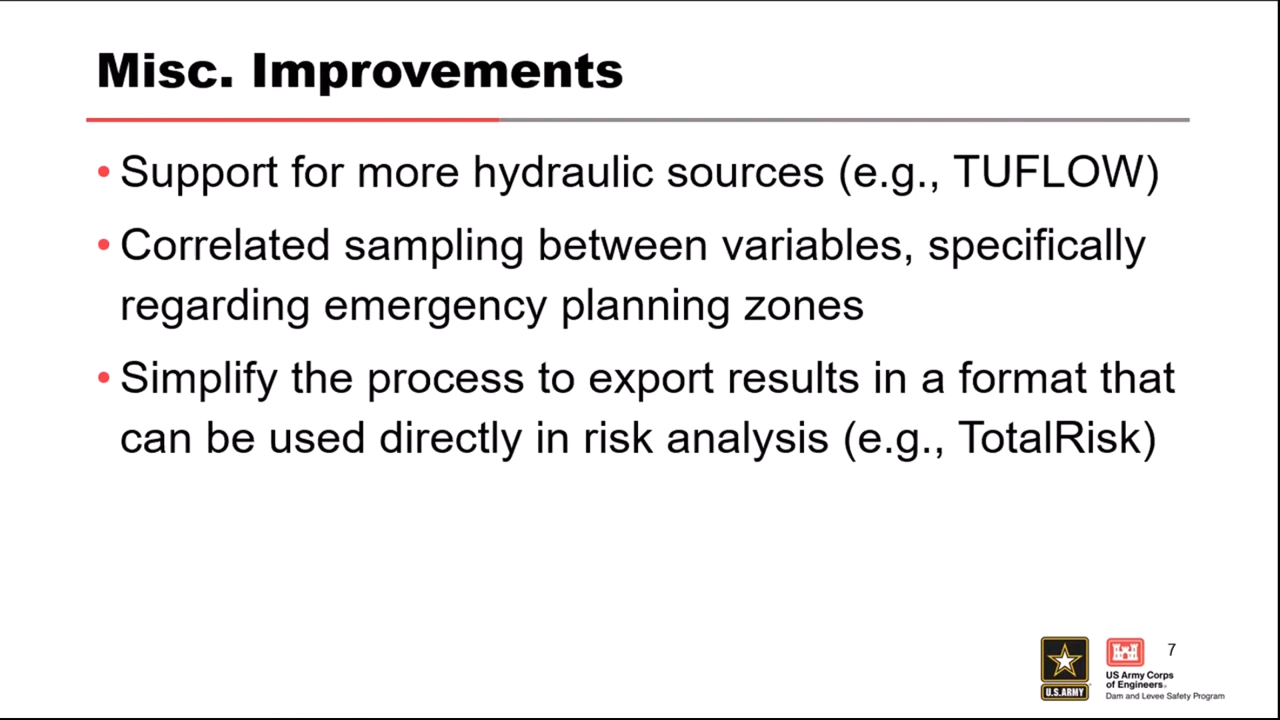 Misc. Improvements
• Support for more hydraulic sources (e.g., TUFLOW)
• Correlated sampling between variables, specifically
regarding emergency planning zones
• Simplify the process to export results in a format that
can be used directly in risk analysis (e.g., TotalRisk)
7
U.S.ARMY
US Army Corps
of Engineers®
Dam and Levee Safety Program